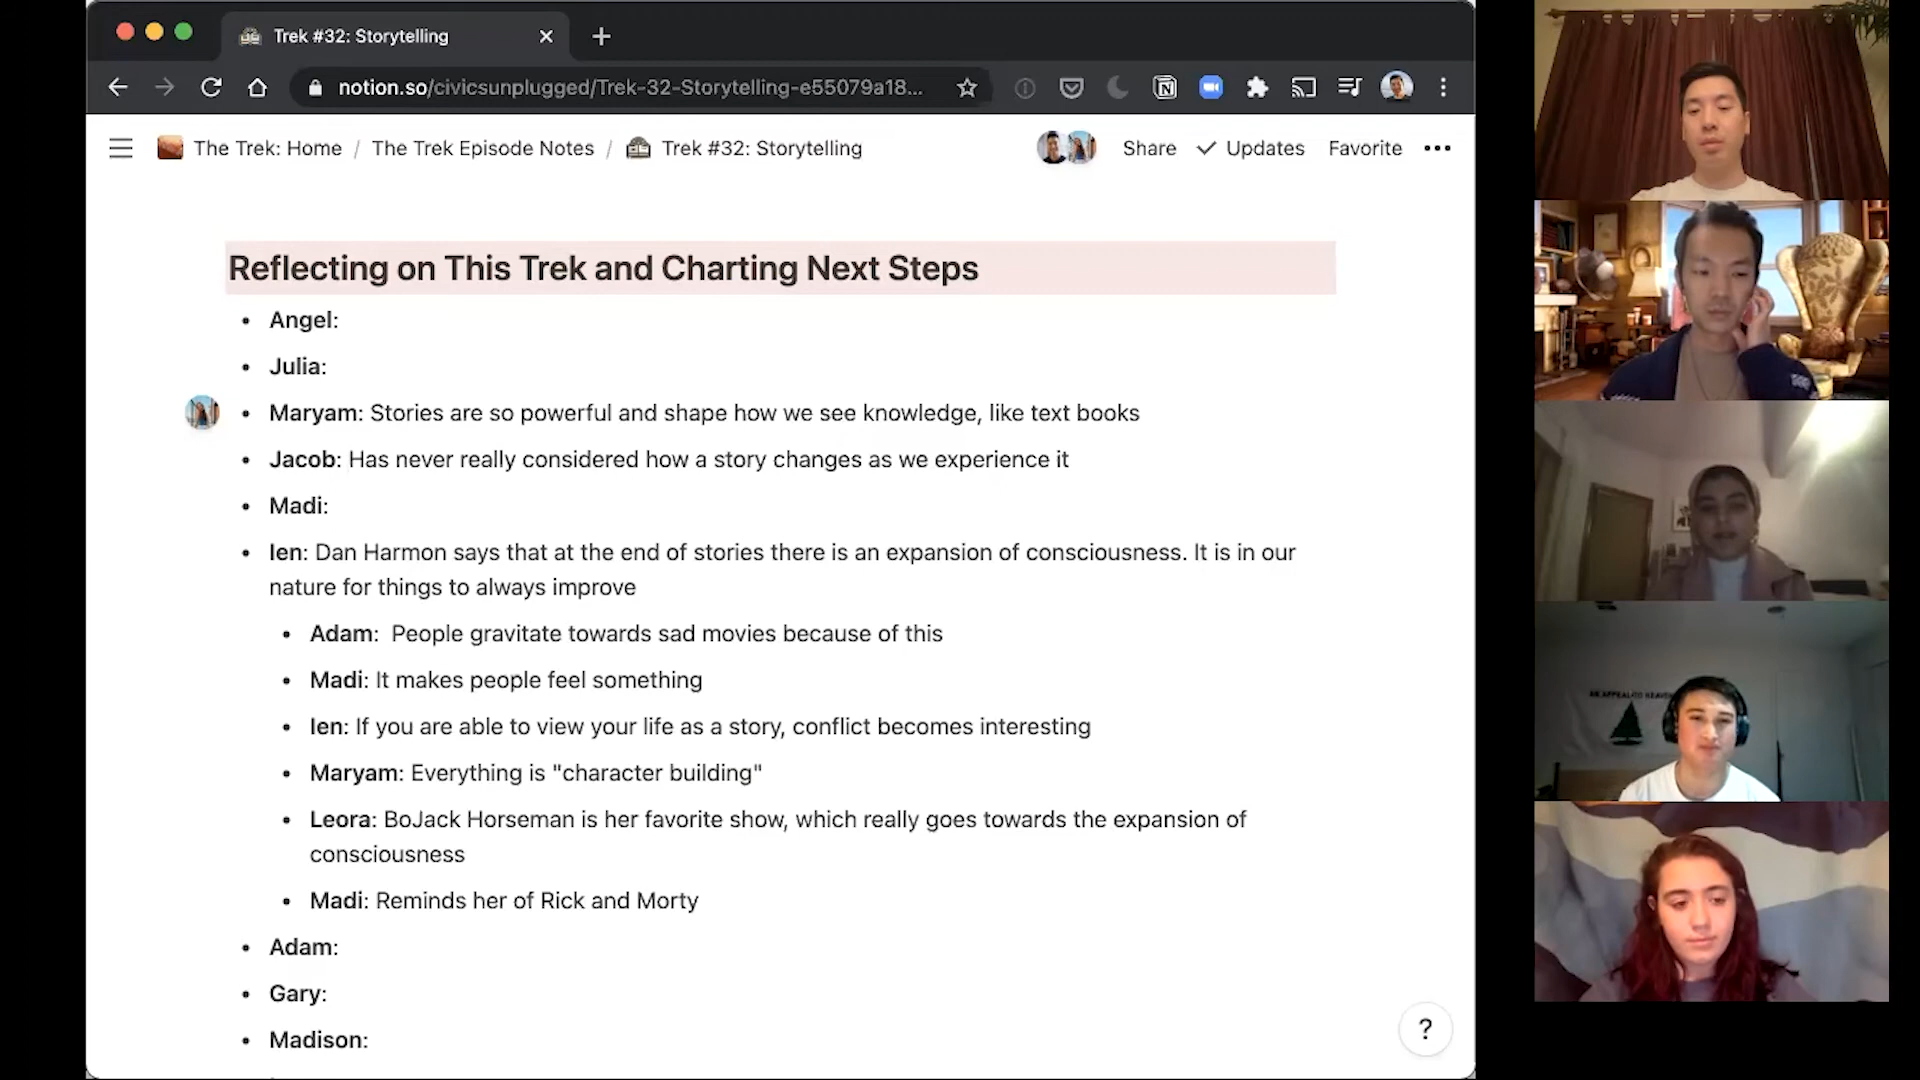 Trek #32: Storytelling
notion.so/civicsunplugged/Trek-32-Storytelling-e55079a18...
The Trek: Home / The Trek Episode Notes / Trek #32: Storytelling
Share Updates Favorite
Reflecting on This Trek and Charting Next Steps
Angel:
Julia:
Maryam: Stories are so powerful and shape how we see knowledge, like text books
Jacob: Has never really considered how a story changes as we experience it
Madi:
Ien: Dan Harmon says that at the end of stories there is an expansion of consciousness. It is in our
nature for things to always improve
Adam: People gravitate towards sad movies because of this
Madi: It makes people feel something
Ien: If you are able to view your life as a story, conflict becomes interesting
Maryam: Everything is "character building"
Leora: BoJack Horseman is her favorite show, which really goes towards the expansion of
consciousness
Madi: Reminds her of Rick and Morty
Adam:
Gary:
Madison:
?
AN APPEAL TO HEAVEN